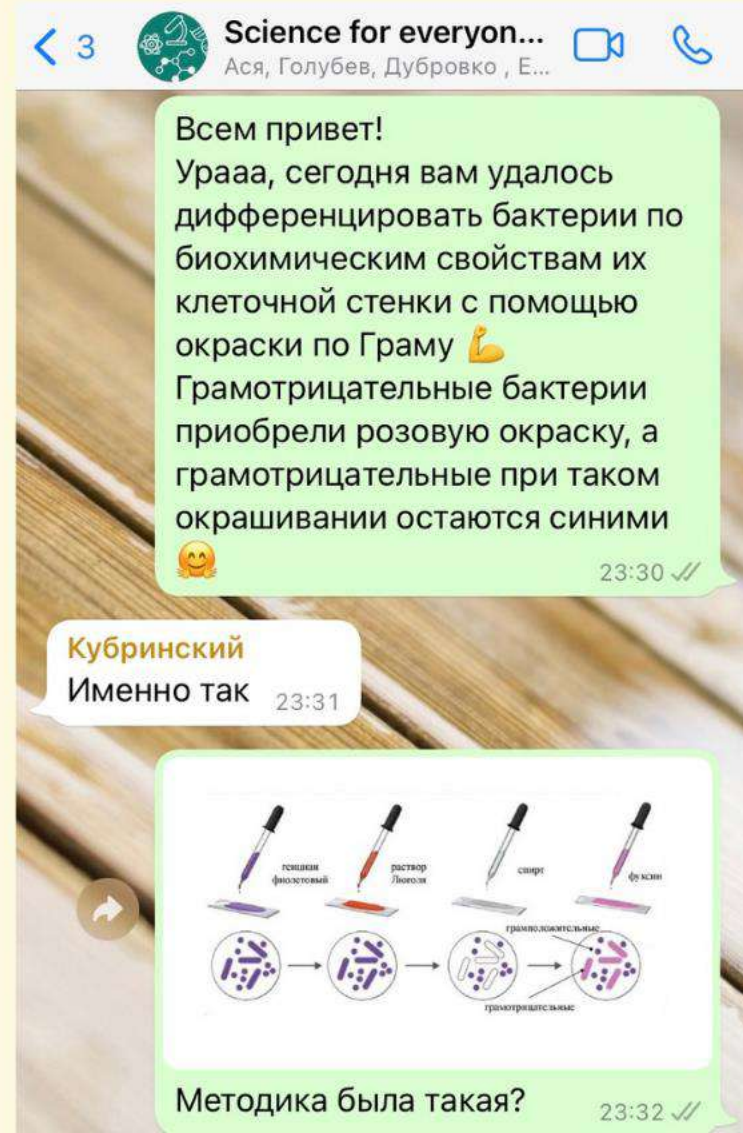 3
Science for everyon...
Ася, Голубев, Дубровко , Е...
Всем привет!
Урааа, сегодня вам удалось
дифференцировать бактерии по
биохимическим свойствам их
клеточной стенки с помощью
окраски по Граму 💪
Грамотрицательные бактерии
приобрели розовую окраску, а
грамотрицательные при таком
окрашивании остаются синими
🤗
23:30
Кубринский
Именно так 23:31
генциан
фиолетовый
раствор
Люголя
спирт
фуксин
грамположительные
грамотрицательные
Методика была такая?
23:32